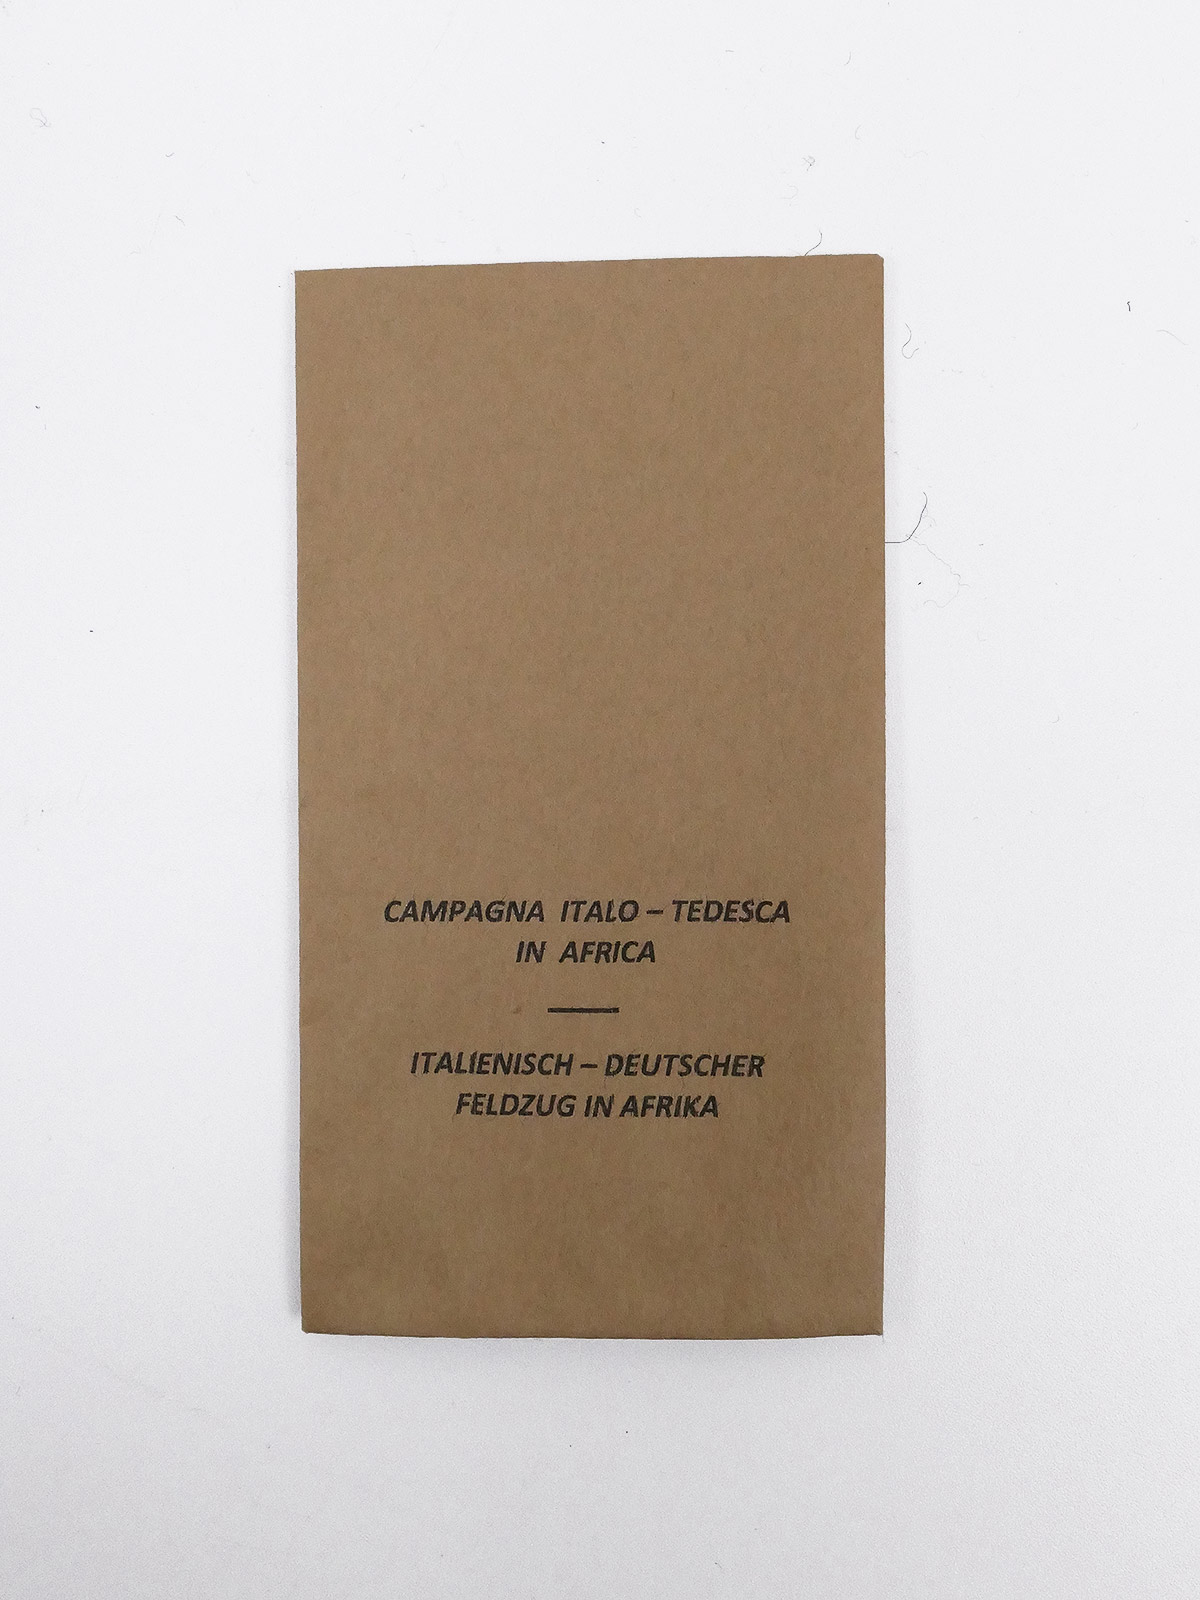 CAMPAGNA ITALO – TEDESCA
IN AFRICA
ITALIENISCH – DEUTSCHER
FELDZUG IN AFRIKA